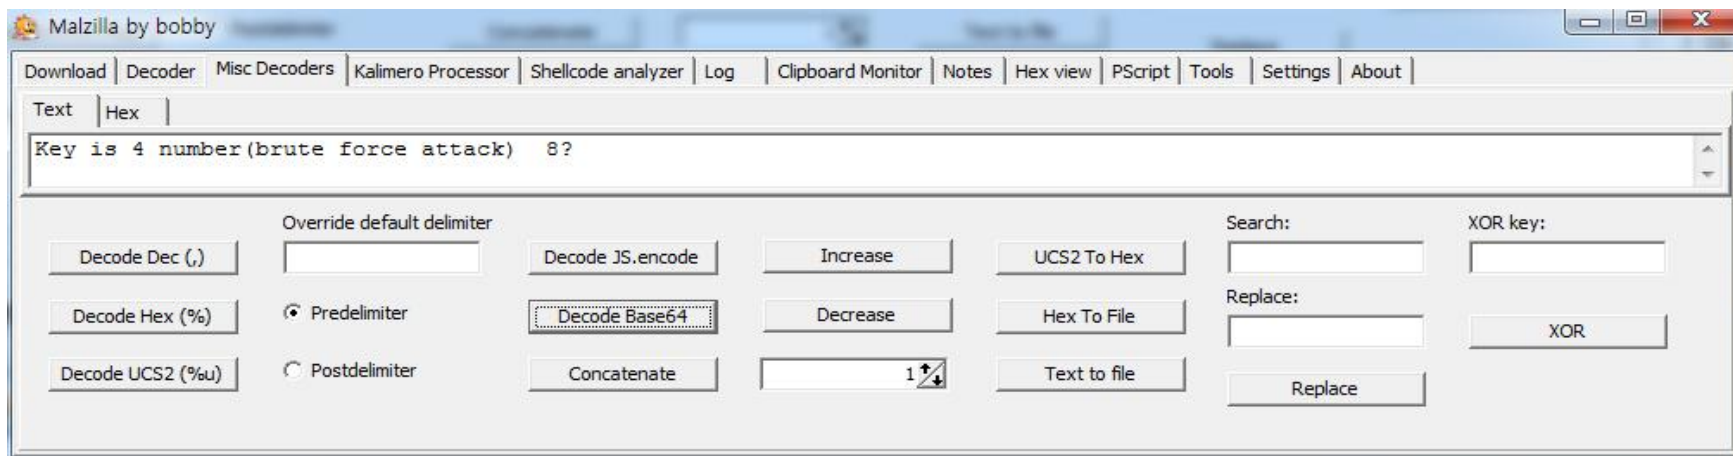 Malzilla by bobby
Download Decoder Misc Decoders Kalimero Processor Shellcode analyzer Log Clipboard Monitor Notes Hex view PScript Tools Settings About
Text Hex
Key is 4 number(brute force attack)  8?
Override default delimiter Search: XOR key:
Decode Dec (,) Decode JS.encode Increase UCS2 To Hex
Replace:
Decode Hex (%) Predelimiter Decode Base64 Decrease Hex To File
XOR
Decode UCS2 (%u) Postdelimiter Concatenate 1 Text to file
Replace